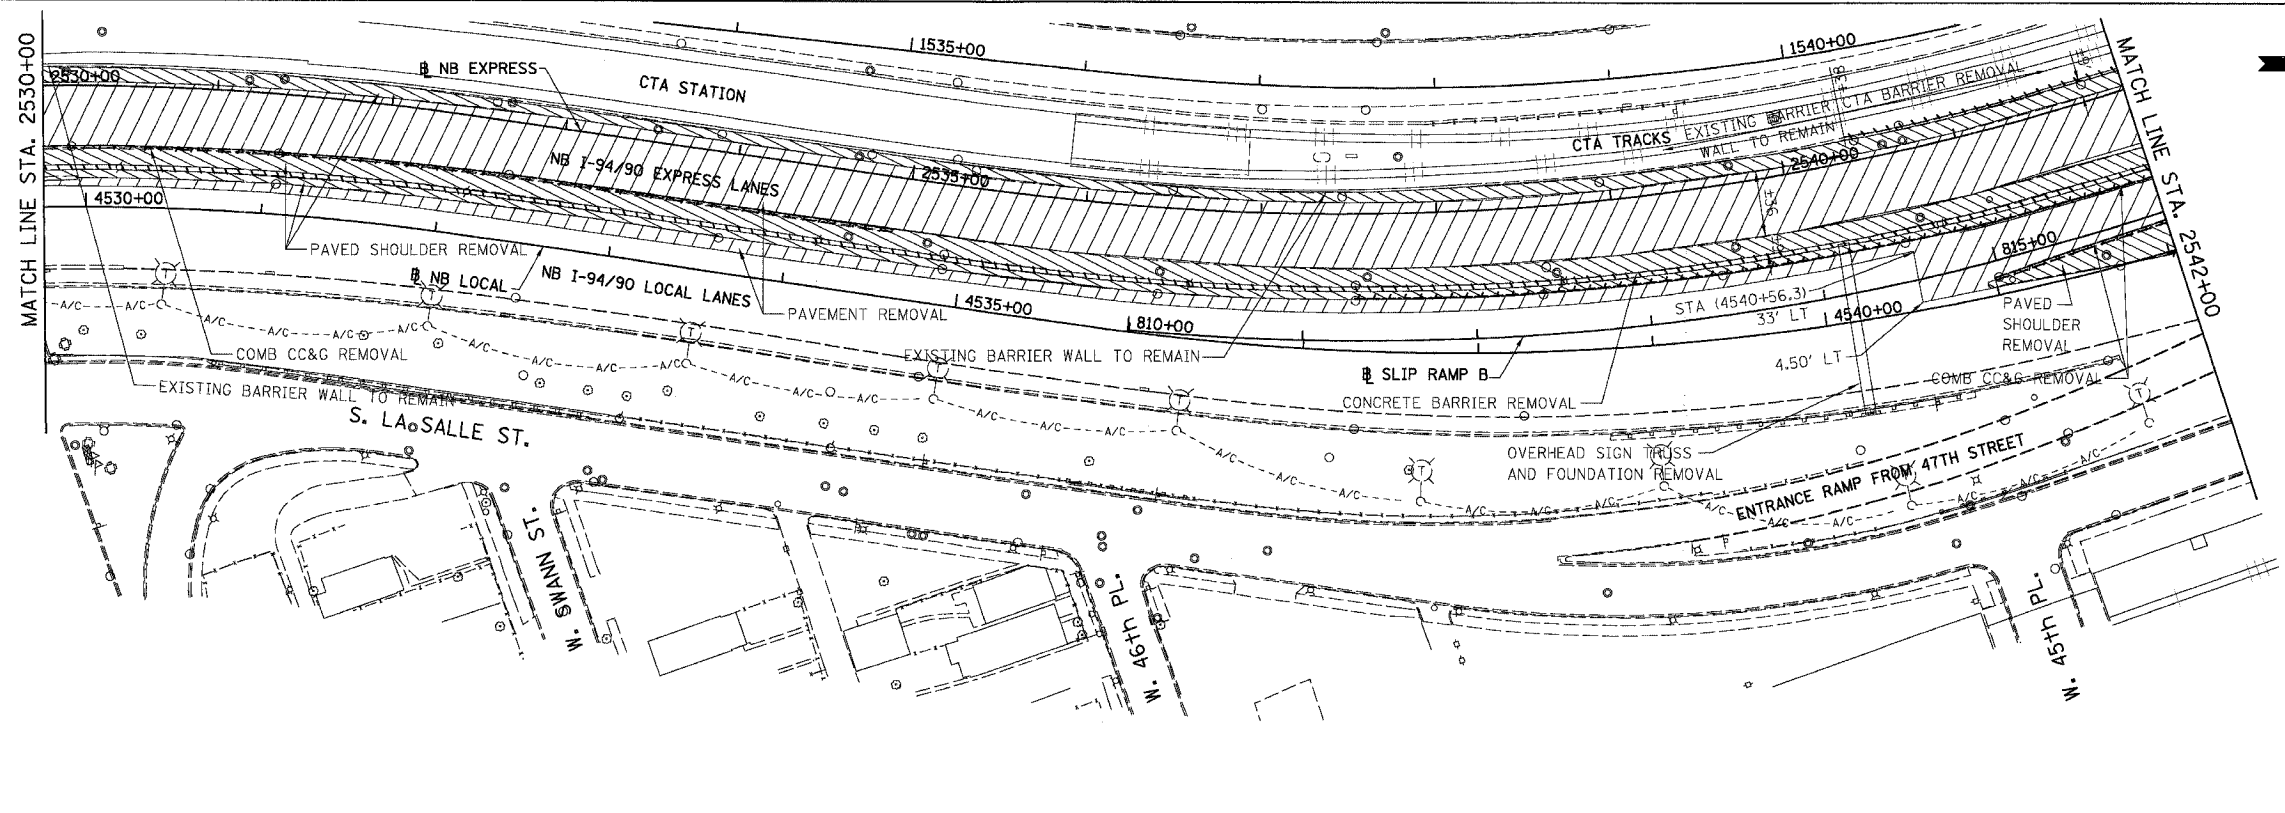 MATCH LINE STA. 2530+00
2530+00
℄ NB EXPRESS
CTA STATION
1535+00
1540+00
MATCH LINE STA. 2542+00
CTA BARRIER REMOVAL
EXISTING BARRIER
WALL TO REMAIN
CTA TRACKS
2540+00
NB I-94/90 EXPRESS LANES
2535+00
±36
4530+00
PAVED SHOULDER REMOVAL
NB LOCAL
NB I-94/90 LOCAL LANES
PAVEMENT REMOVAL
4535+00
810+00
815+00
STA (4540+56.3)
33' LT
4540+00
PAVED
SHOULDER
REMOVAL
COMB CC&G REMOVAL
EXISTING BARRIER WALL TO REMAIN
EXISTING BARRIER WALL TO REMAIN
SLIP RAMP B
4.50' LT
COMB CC&G REMOVAL
CONCRETE BARRIER REMOVAL
S. LASALLE ST.
OVERHEAD SIGN TRUSS
AND FOUNDATION REMOVAL
ENTRANCE RAMP FROM 47TH STREET
W. SWANN ST.
W. 46th PL.
W. 45th PL.